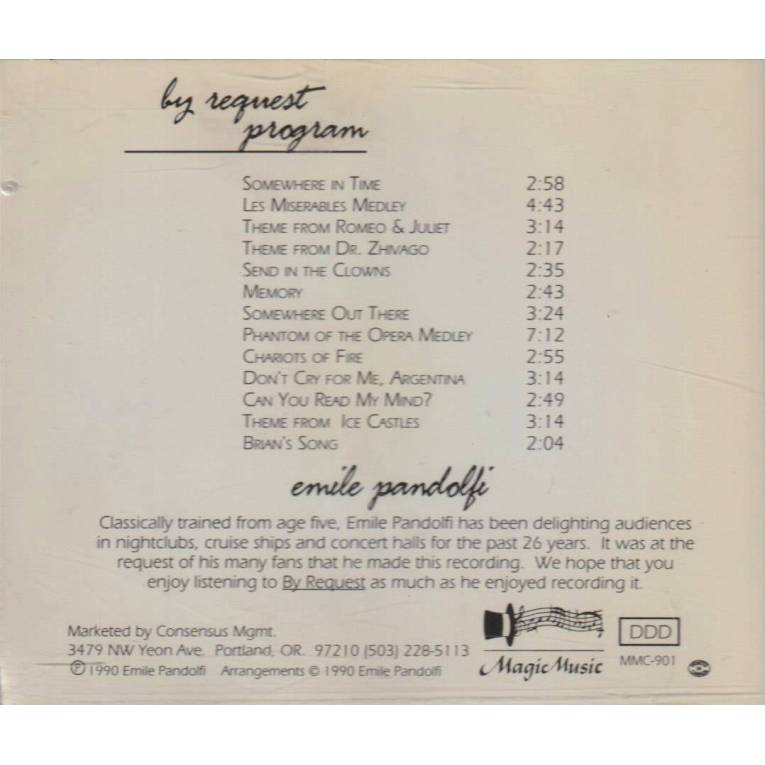 by request
program
SOMEWHERE IN TIME 2:58
LES MISERABLES MEDLEY 4:43
THEME FROM ROMEO & JULIET 3:14
THEME FROM DR. ZHIVAGO 2:17
SEND IN THE CLOWNS 2:35
MEMORY 2:43
SOMEWHERE OUT THERE 3:24
PHANTOM OF THE OPERA MEDLEY 7:12
CHARIOTS OF FIRE 2:55
DON'T CRY FOR ME, ARGENTINA 3:14
CAN YOU READ MY MIND? 2:49
THEME FROM ICE CASTLES 3:14
BRIAN'S SONG 2:04
emile pandolfi
Classically trained from age five, Emile Pandolfi has been delighting audiences
in nightclubs, cruise ships and concert halls for the past 26 years. It was at the
request of his many fans that he made this recording. We hope that you
enjoy listening to By Request as much as he enjoyed recording it.
Marketed by Consensus Mgmt.
3479 NW Yeon Ave. Portland, OR. 97210 (503) 228-5113
℗ 1990 Emile Pandolfi Arrangements © 1990 Emile Pandolfi
Magic Music
DDD
MMC-901